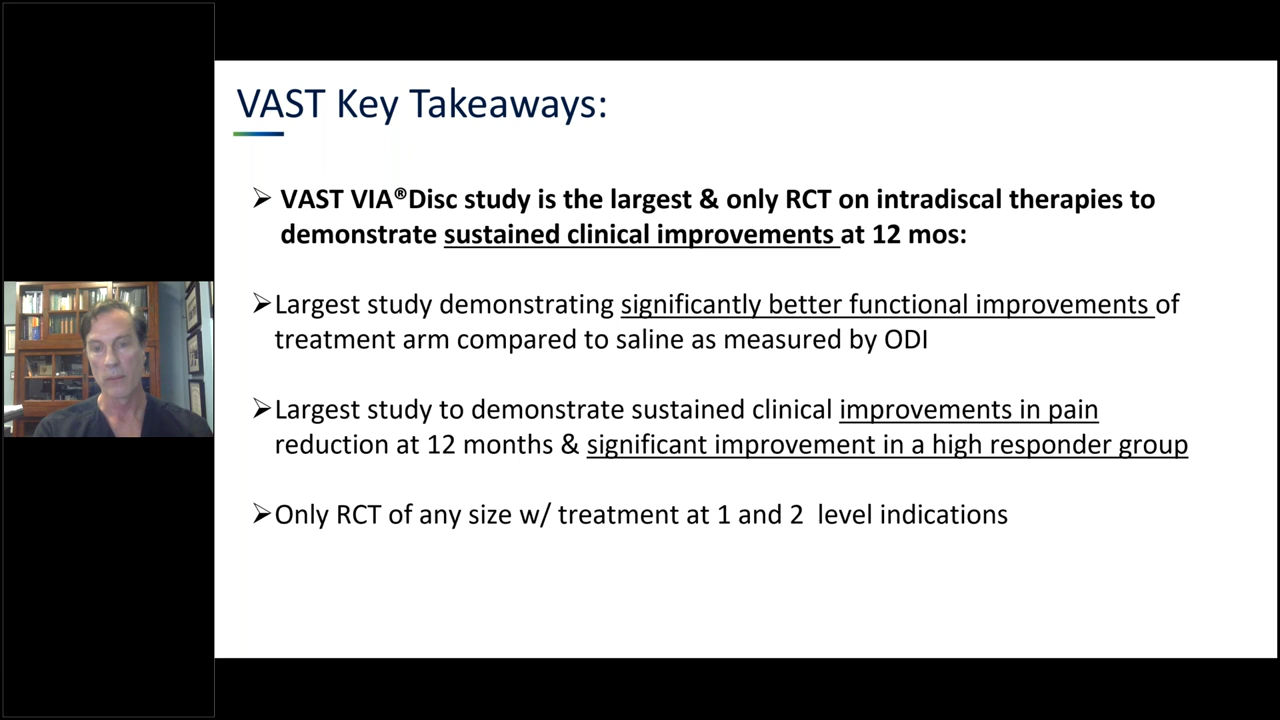 VAST Key Takeaways:
➢ VAST VIA®Disc study is the largest & only RCT on intradiscal therapies to
demonstrate sustained clinical improvements at 12 mos:
➢Largest study demonstrating significantly better functional improvements of
treatment arm compared to saline as measured by ODI
➢Largest study to demonstrate sustained clinical improvements in pain
reduction at 12 months & significant improvement in a high responder group
➢Only RCT of any size w/ treatment at 1 and 2  level indications